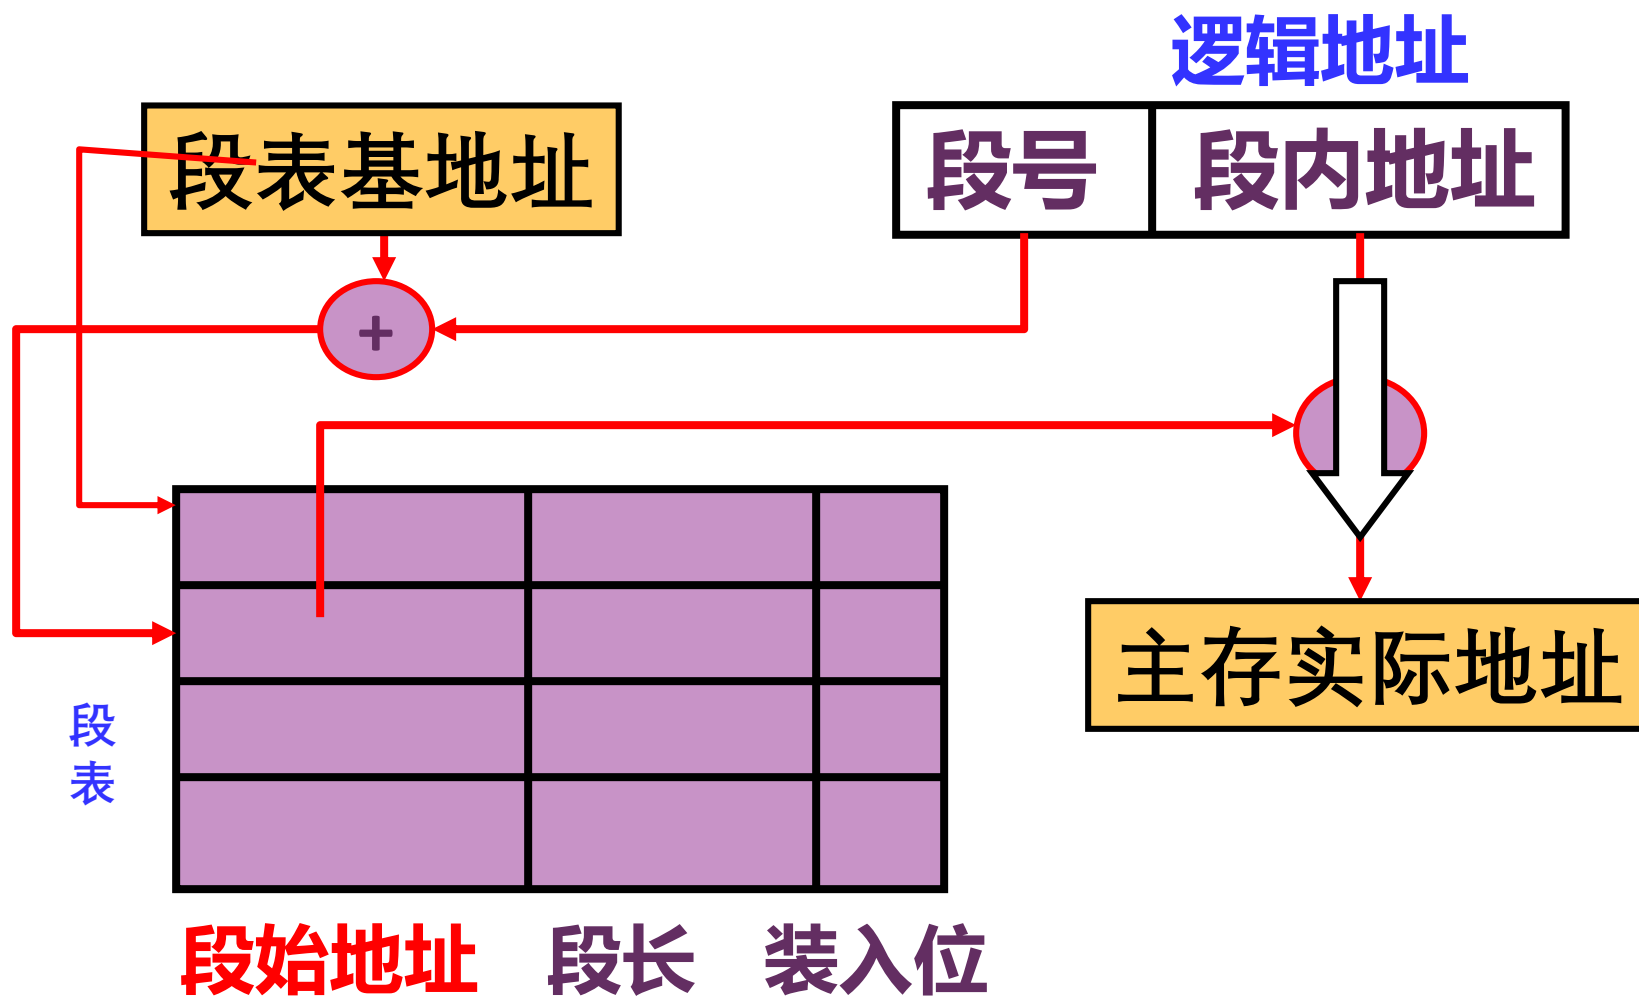 逻辑地址
段表基地址
段号 段内地址
+
段
表
主存实际地址
段始地址 段长 装入位